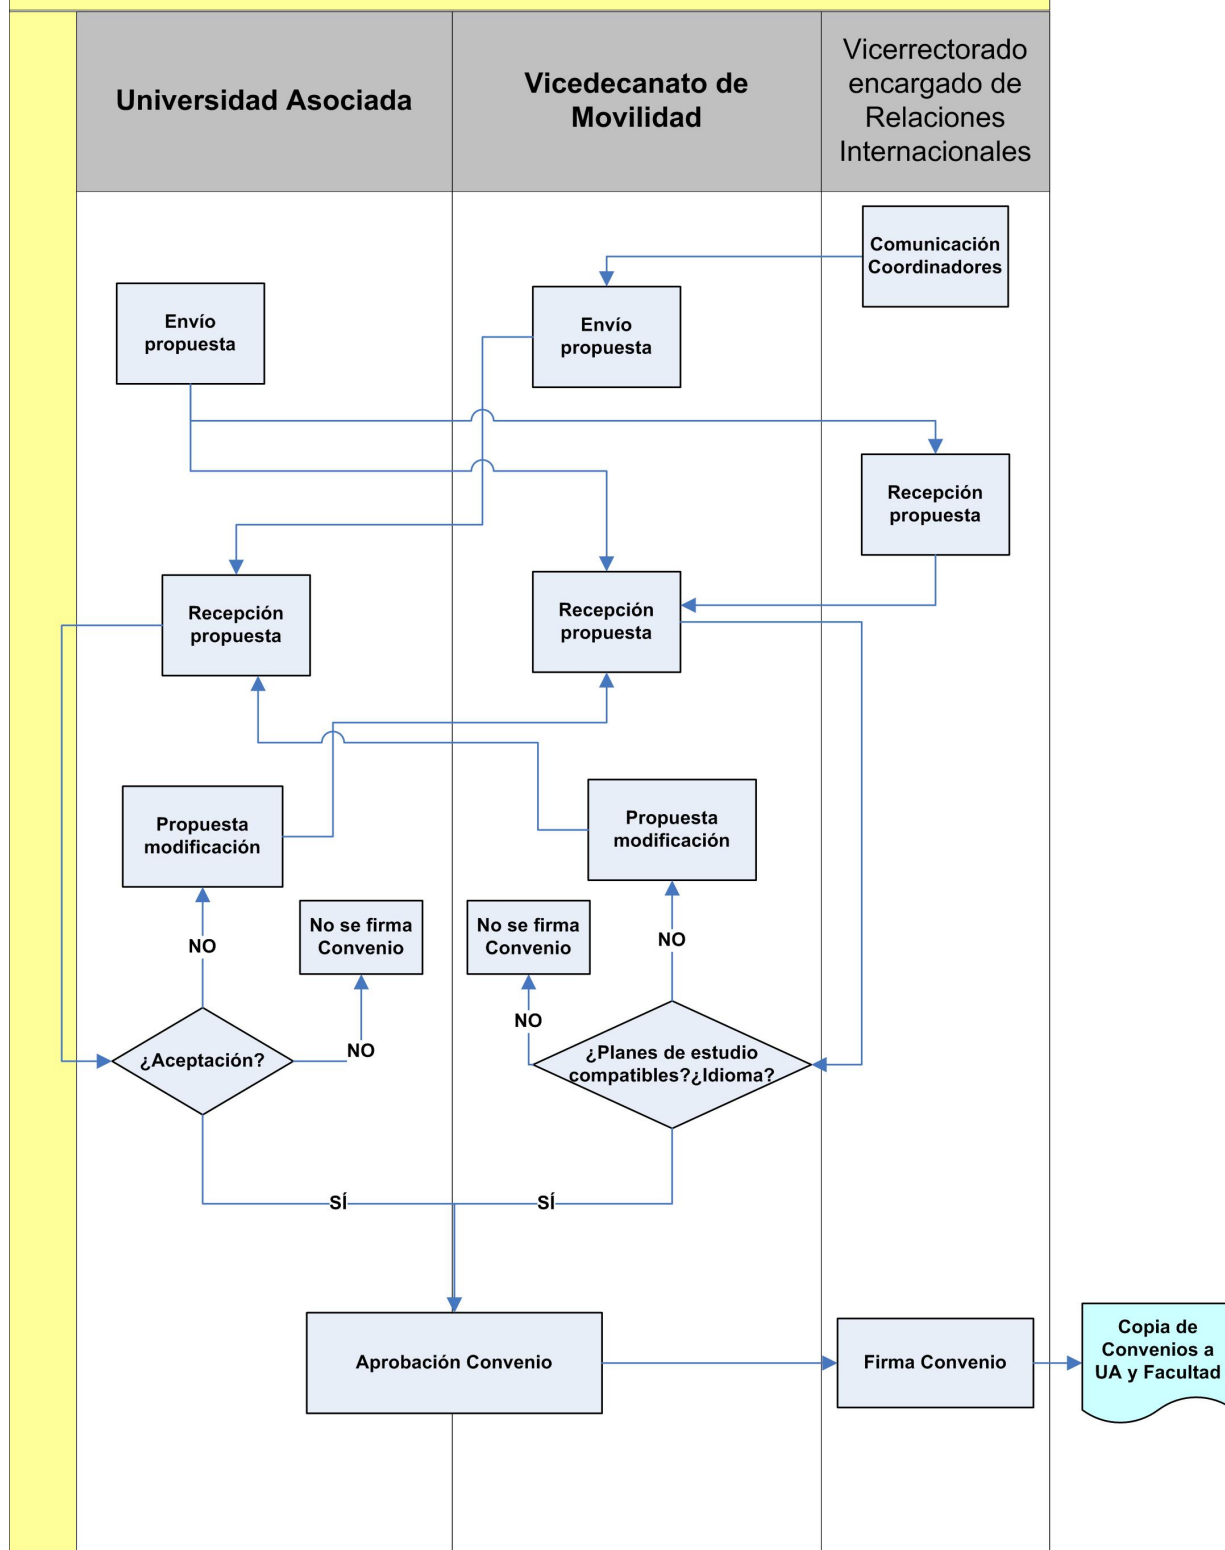 Universidad Asociada
Vicedecanato de
Movilidad
Vicerrectorado
encargado de
Relaciones
Internacionales
Comunicación
Coordinadores
Envío
propuesta
Envío
propuesta
Recepción
propuesta
Recepción
propuesta
Recepción
propuesta
Propuesta
modificación
Propuesta
modificación
No se firma
Convenio
No se firma
Convenio
NO
NO
NO
NO
¿Aceptación?
¿Planes de estudio
compatibles?¿Idioma?
SÍ
SÍ
Aprobación Convenio
Firma Convenio
Copia de
Convenios a
UA y Facultad